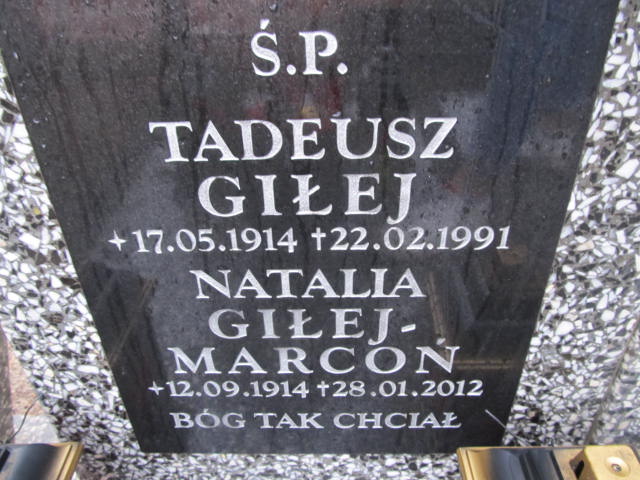 Ś.P.
TADEUSZ
GIŁEJ
+17.05.1914 †22.02.1991
NATALIA
GIŁEJ-
MARCOŃ
+12.09.1914 †28.01.2012
BÓG TAK CHCIAŁ